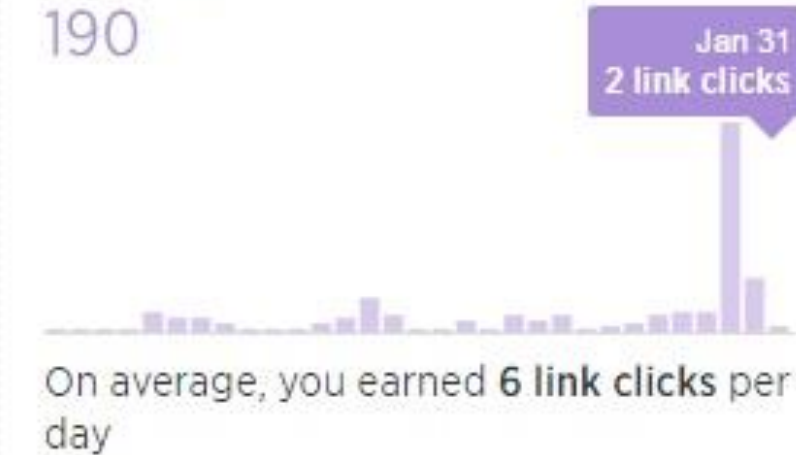 190
Jan 31
2 link clicks
On average, you earned 6 link clicks per
day